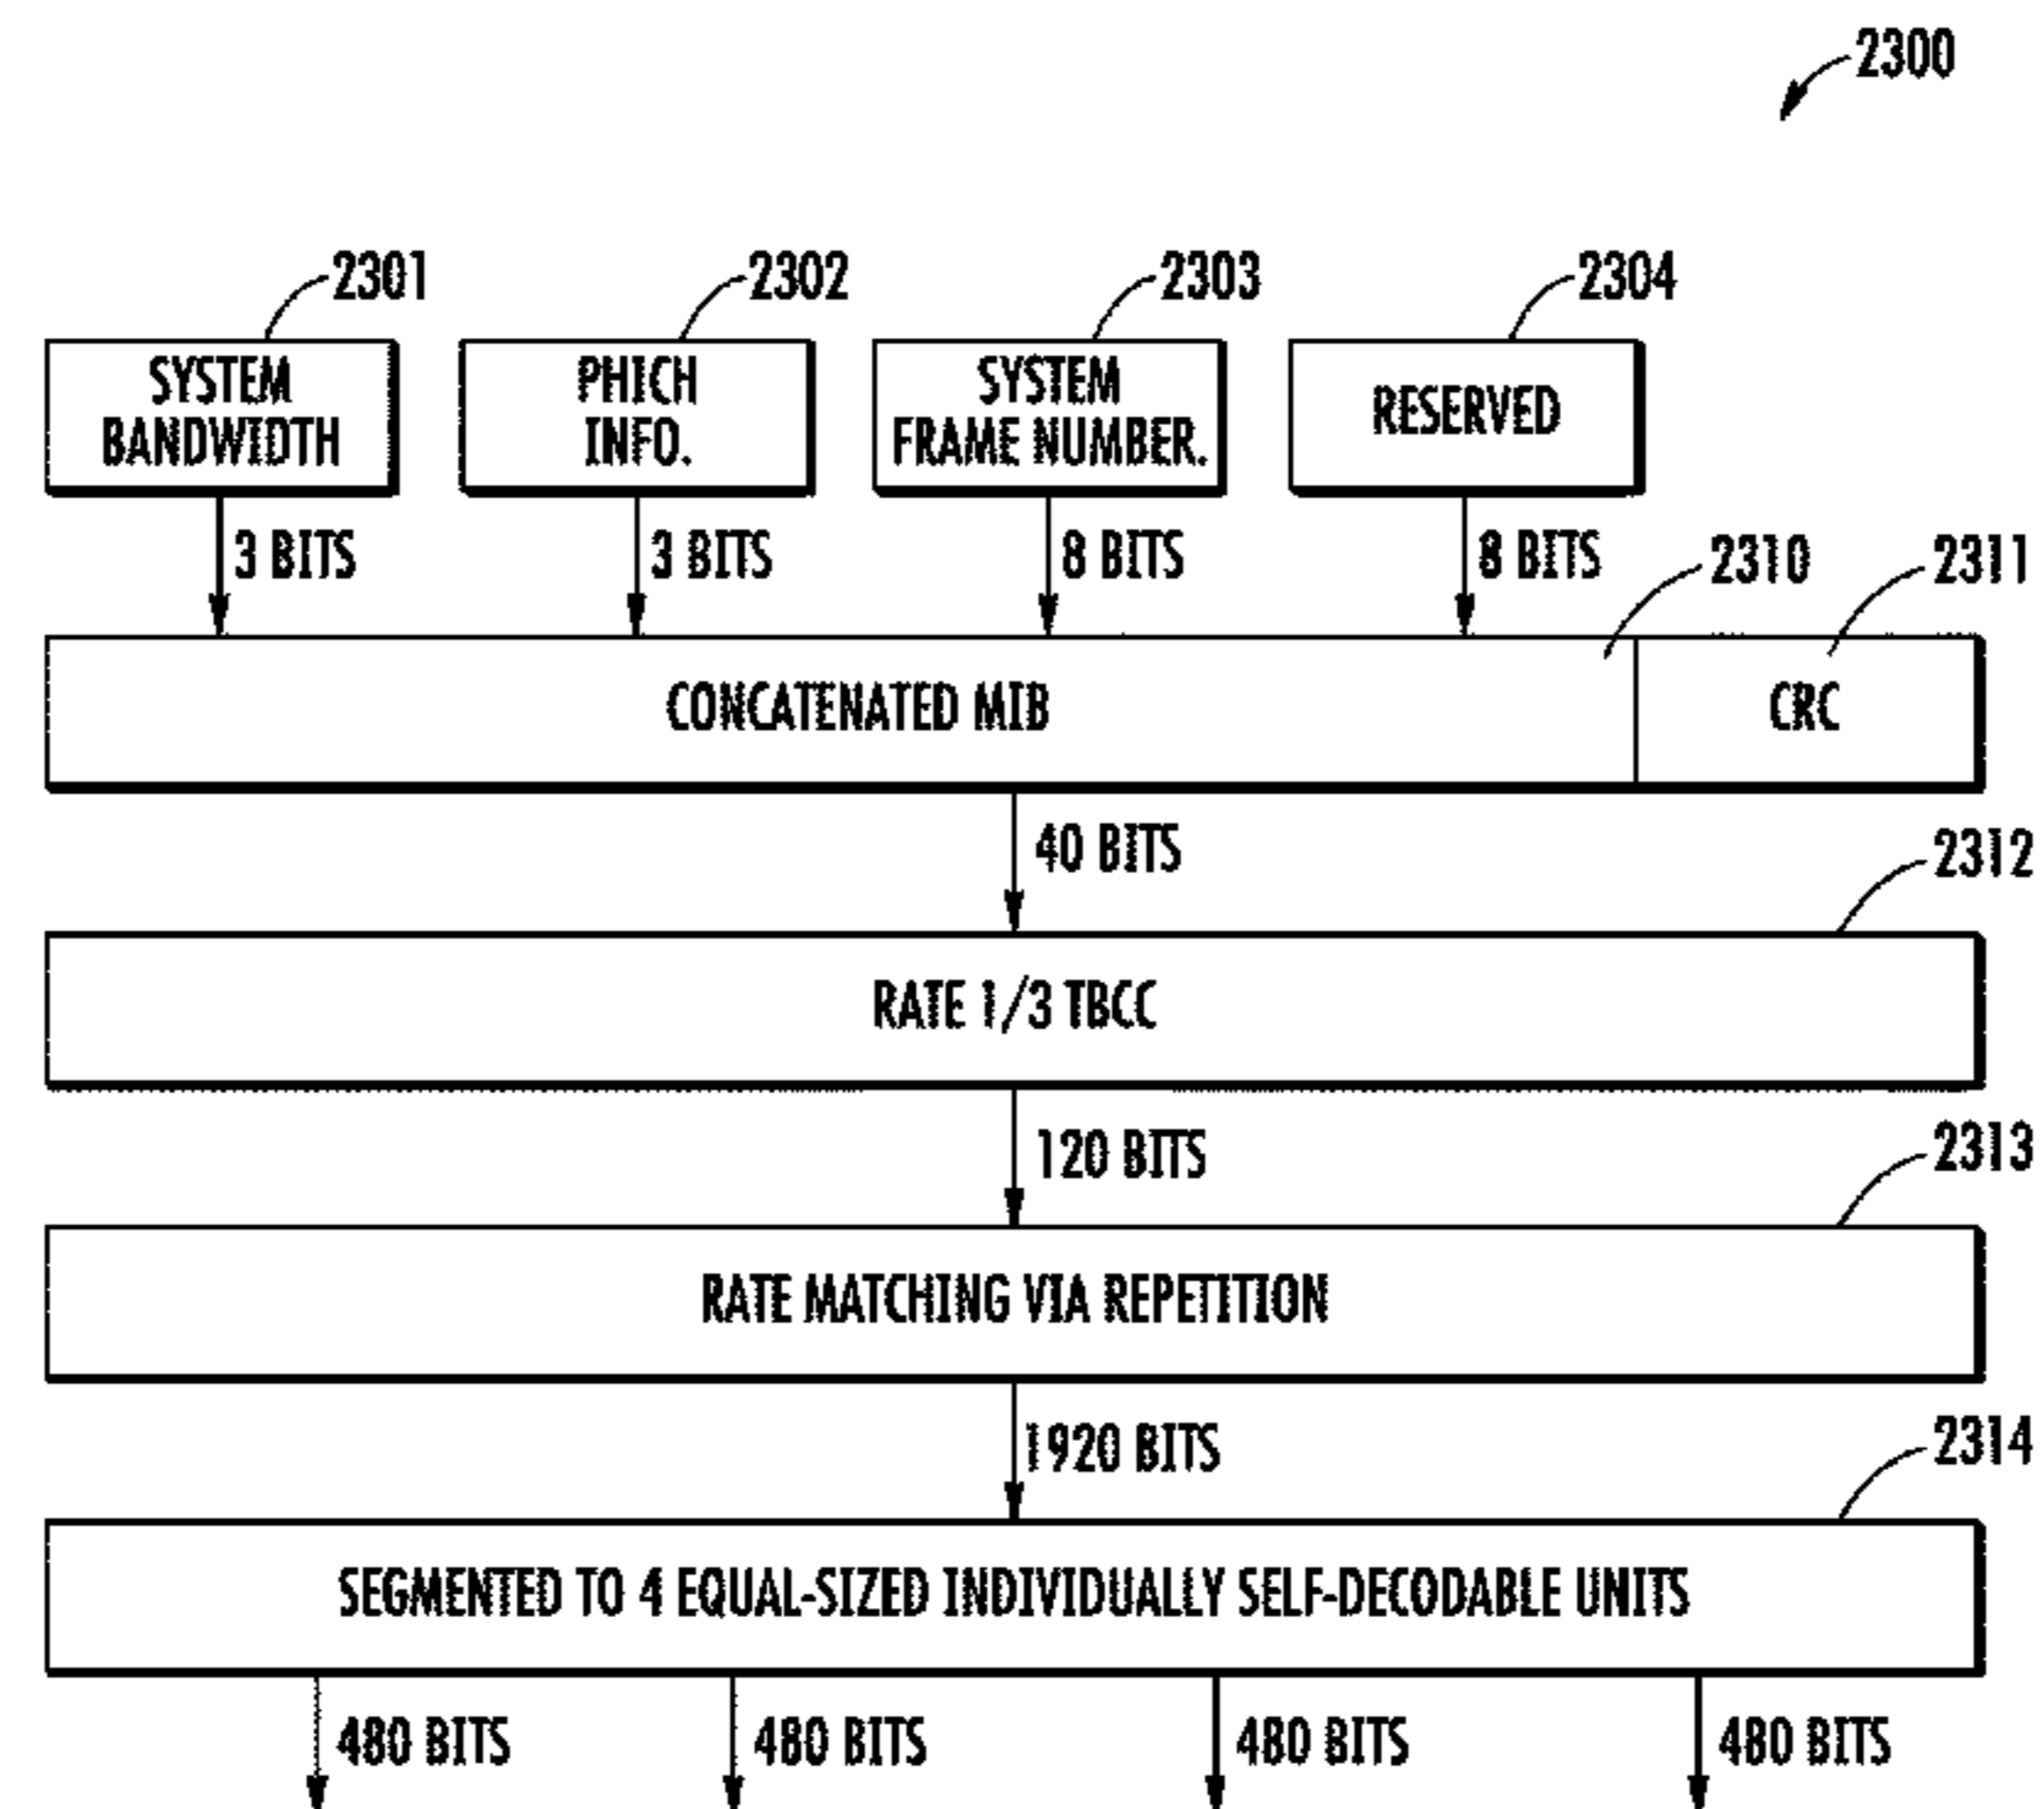 2300
2301
2302
2303
2304
SYSTEM
BANDWIDTH
PHICH
INFO.
SYSTEM
FRAME NUMBER.
RESERVED
3 BITS
3 BITS
8 BITS
8 BITS
2310
2311
CONCATENATED MIB
CRC
40 BITS
2312
RATE 1/3 TBCC
120 BITS
2313
RATE MATCHING VIA REPETITION
1920 BITS
2314
SEGMENTED TO 4 EQUAL-SIZED INDIVIDUALLY SELF-DECODABLE UNITS
480 BITS
480 BITS
480 BITS
480 BITS